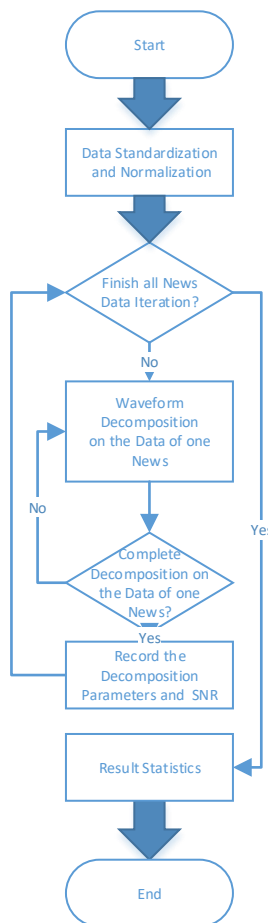 Start
Data Standardization
and Normalization
Finish all News
Data Iteration?
No
Waveform
Decomposition
on the Data of one
News
No
Yes
Complete
Decomposition on
the Data of one
News?
Yes
Record the
Decomposition
Parameters and SNR
Result Statistics
End